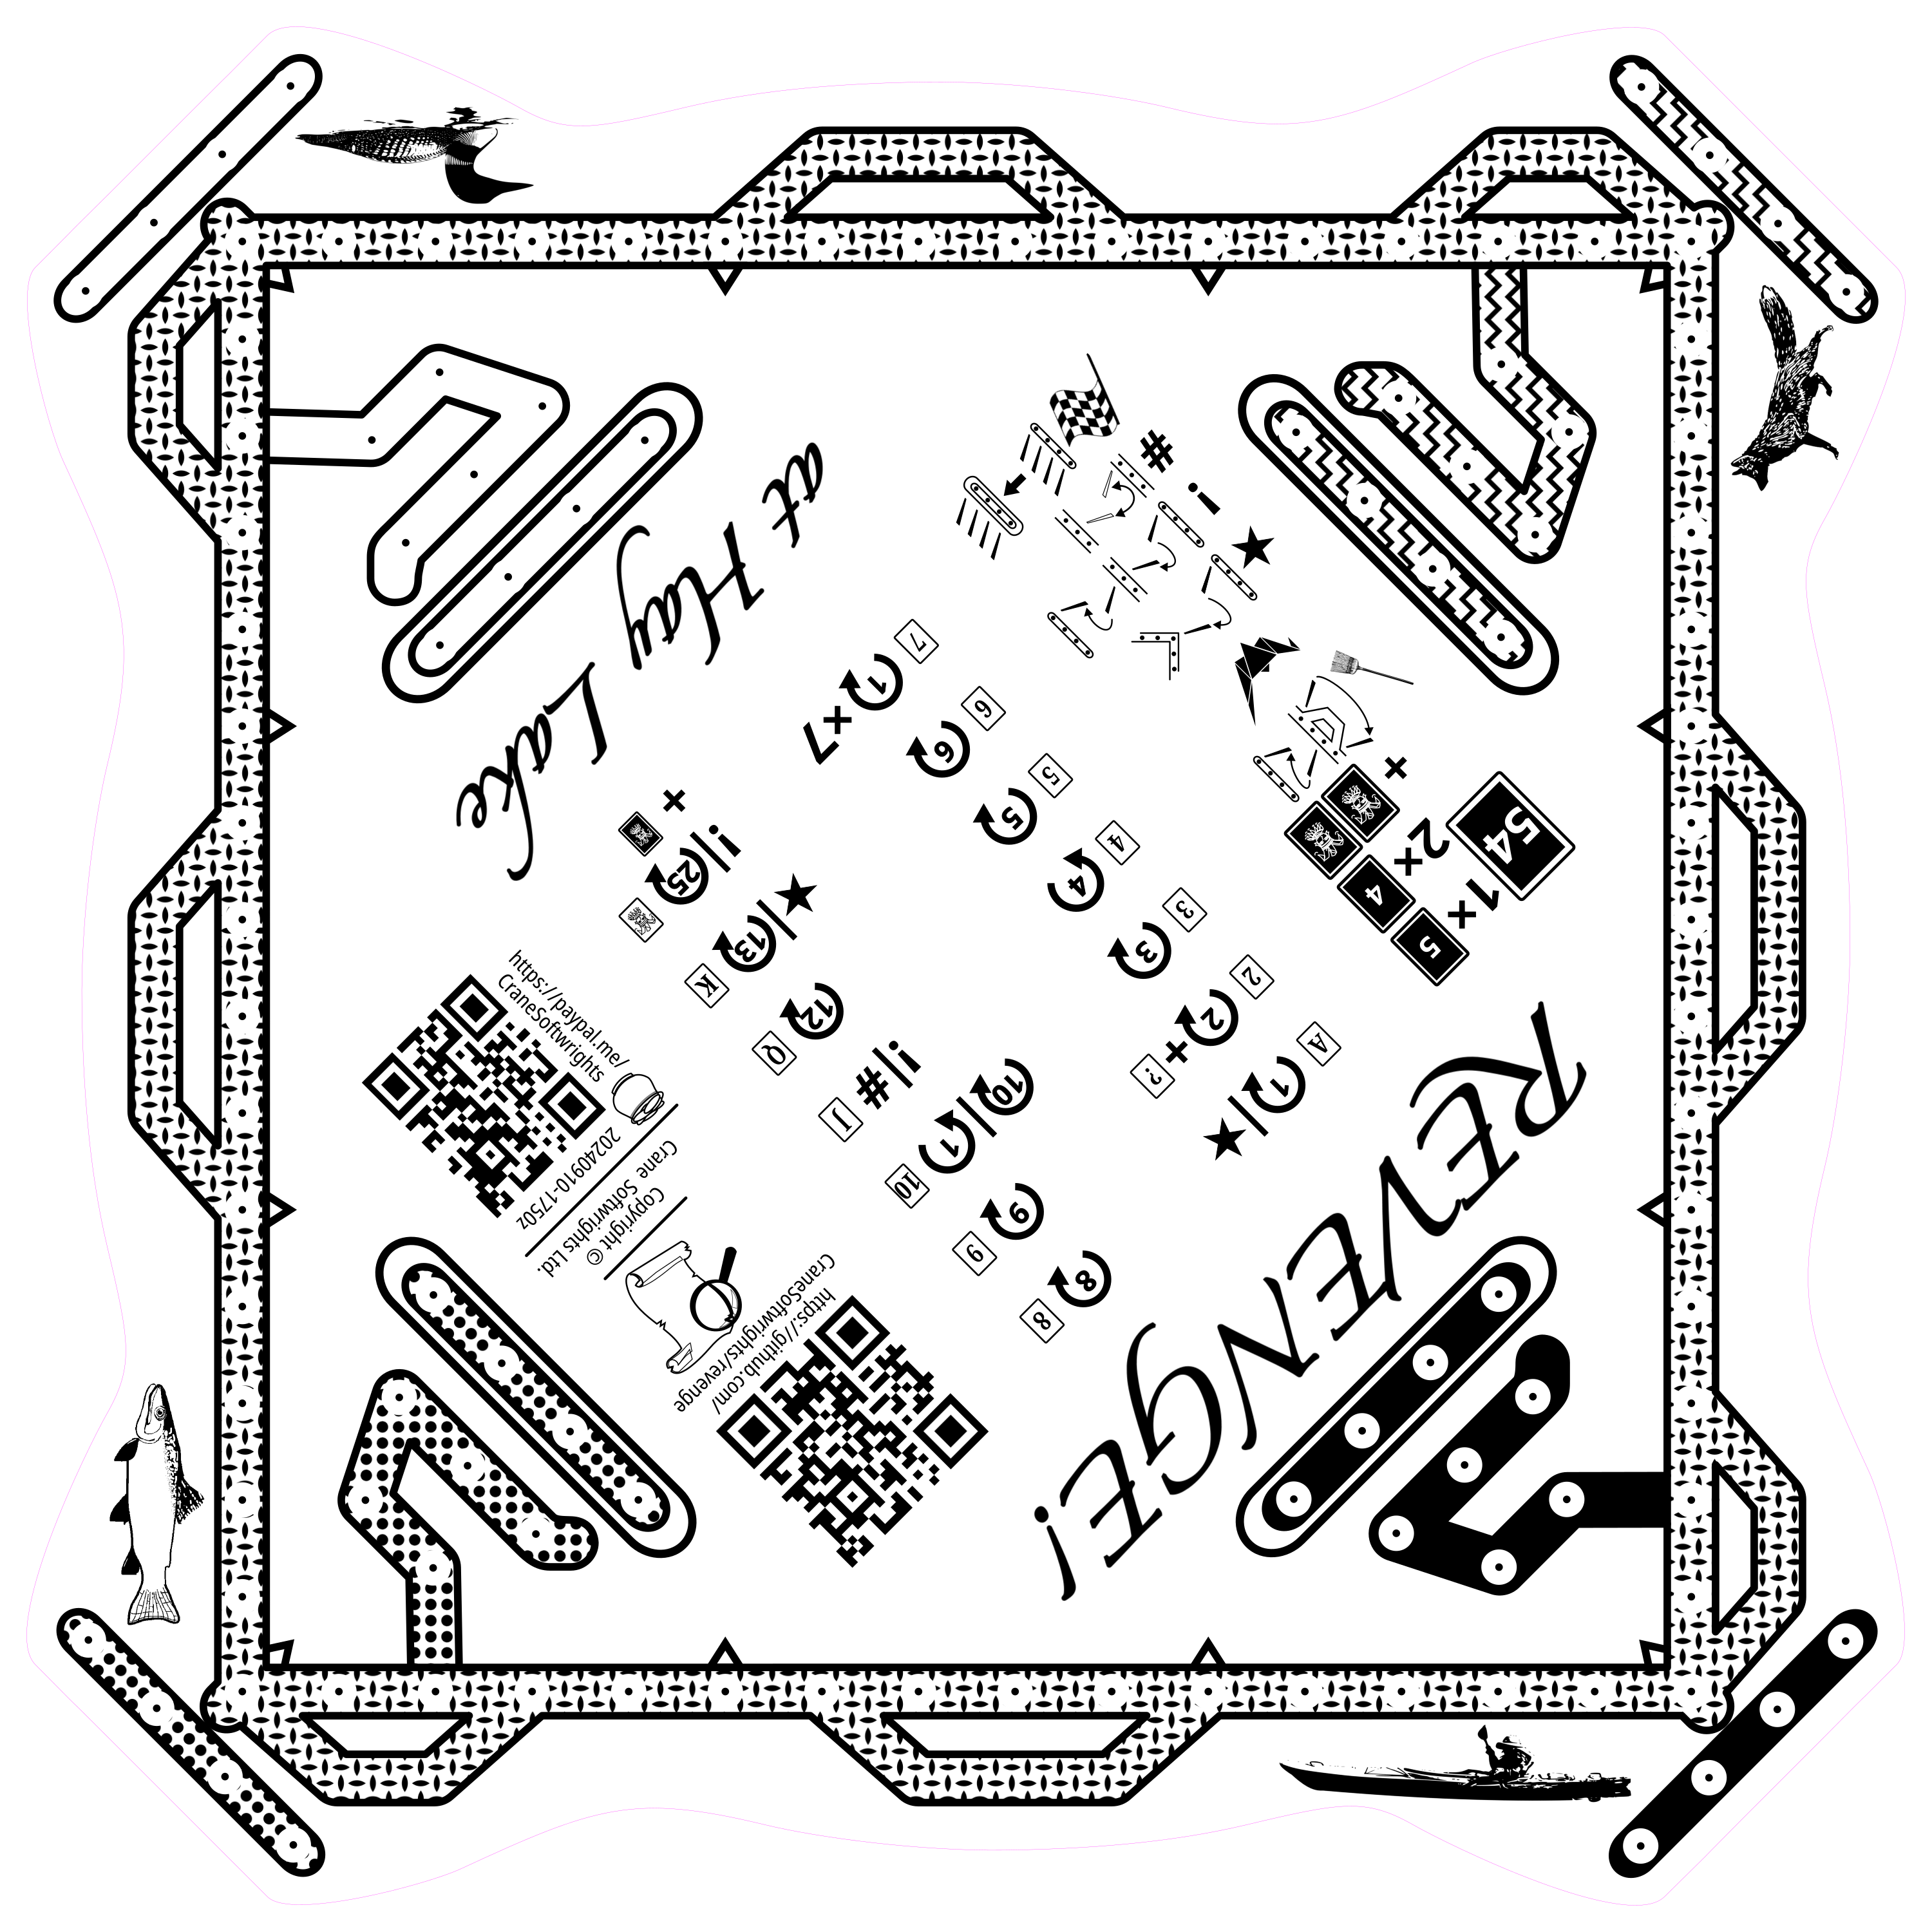 REVENGE!
at Hay Lake
54
1× 5 4
2×
+
# ! ★
A 1 || ★
2 2 + ?
3 3
4 4
5 5
6 6
7 1 × 7
8 8
9 9
10 1 || 10
J # || !
Q 12
K 13 || ★
25 || ! +
https://paypal.me/
CraneSoftwrights
20240910-1750z
Crane Softwrights Ltd.
Copyright ©
https://github.com/
CraneSoftwrights/revenge